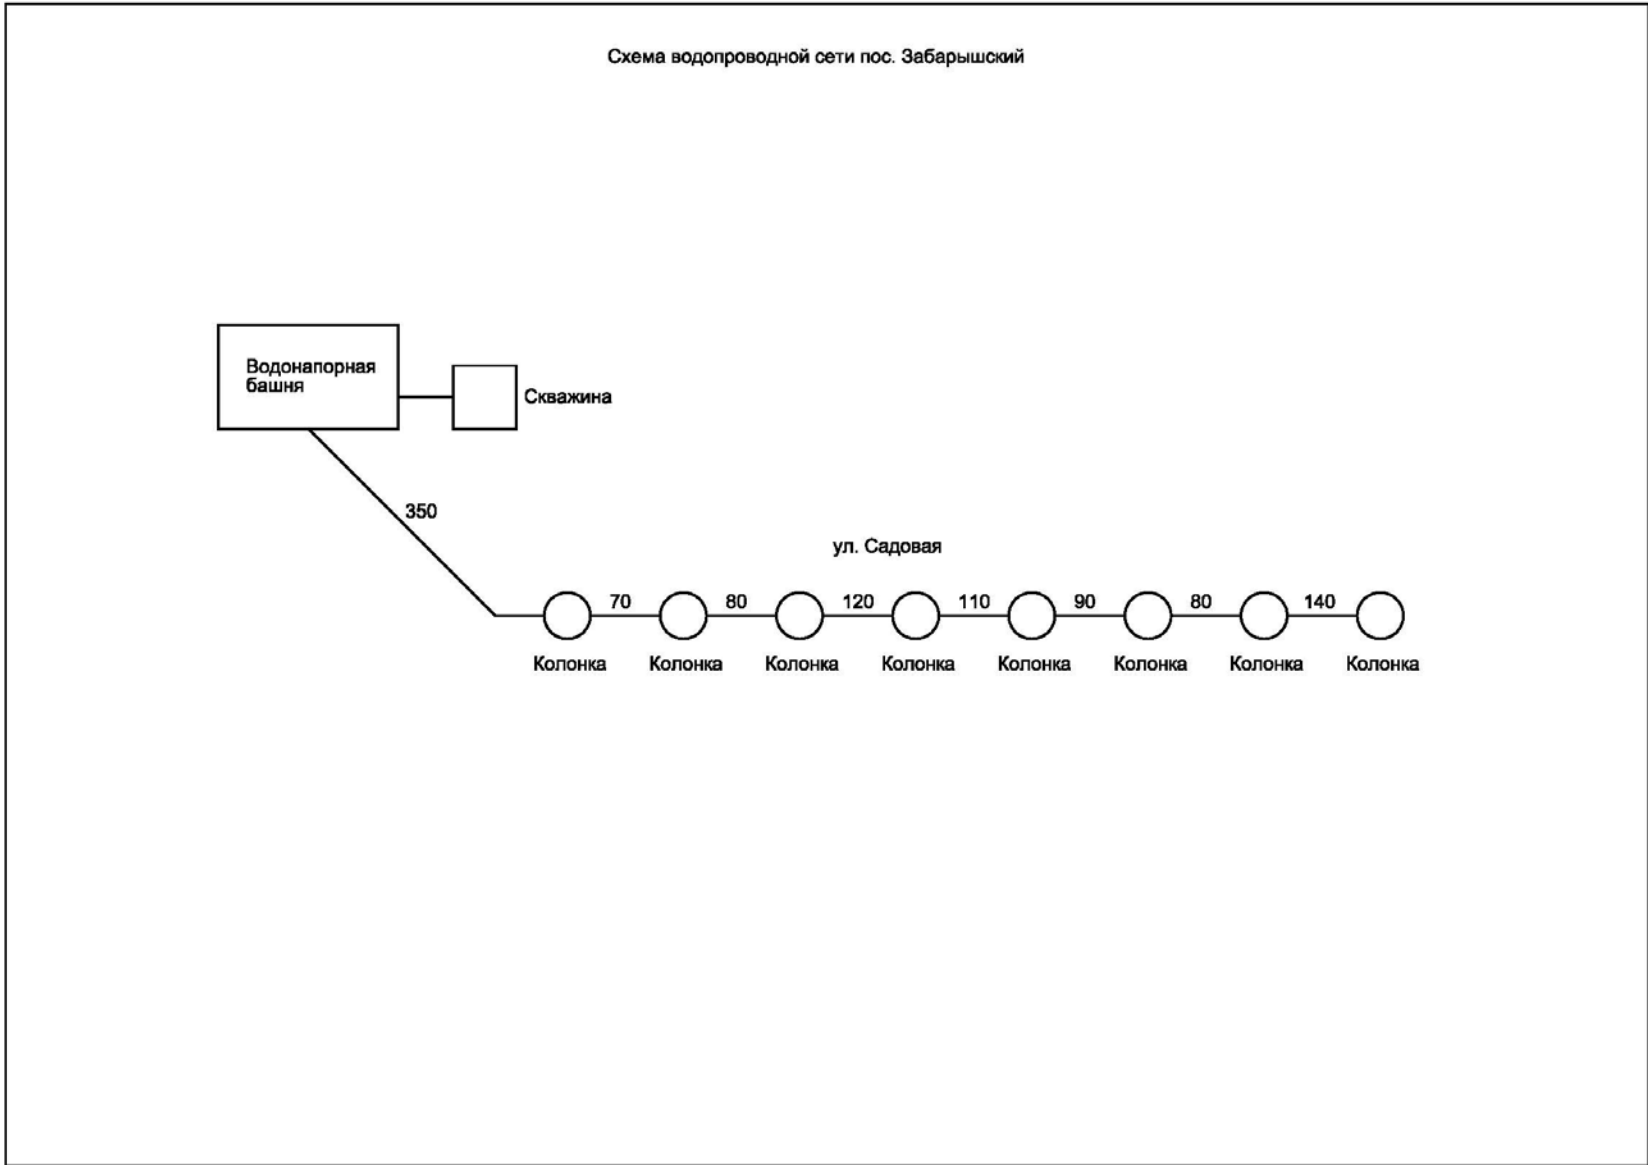 Схема водопроводной сети пос. Забарышский
Водонапорная
башня
Скважина
350
ул. Садовая
70 80 120 110 90 80 140
Колонка Колонка Колонка Колонка Колонка Колонка Колонка Колонка